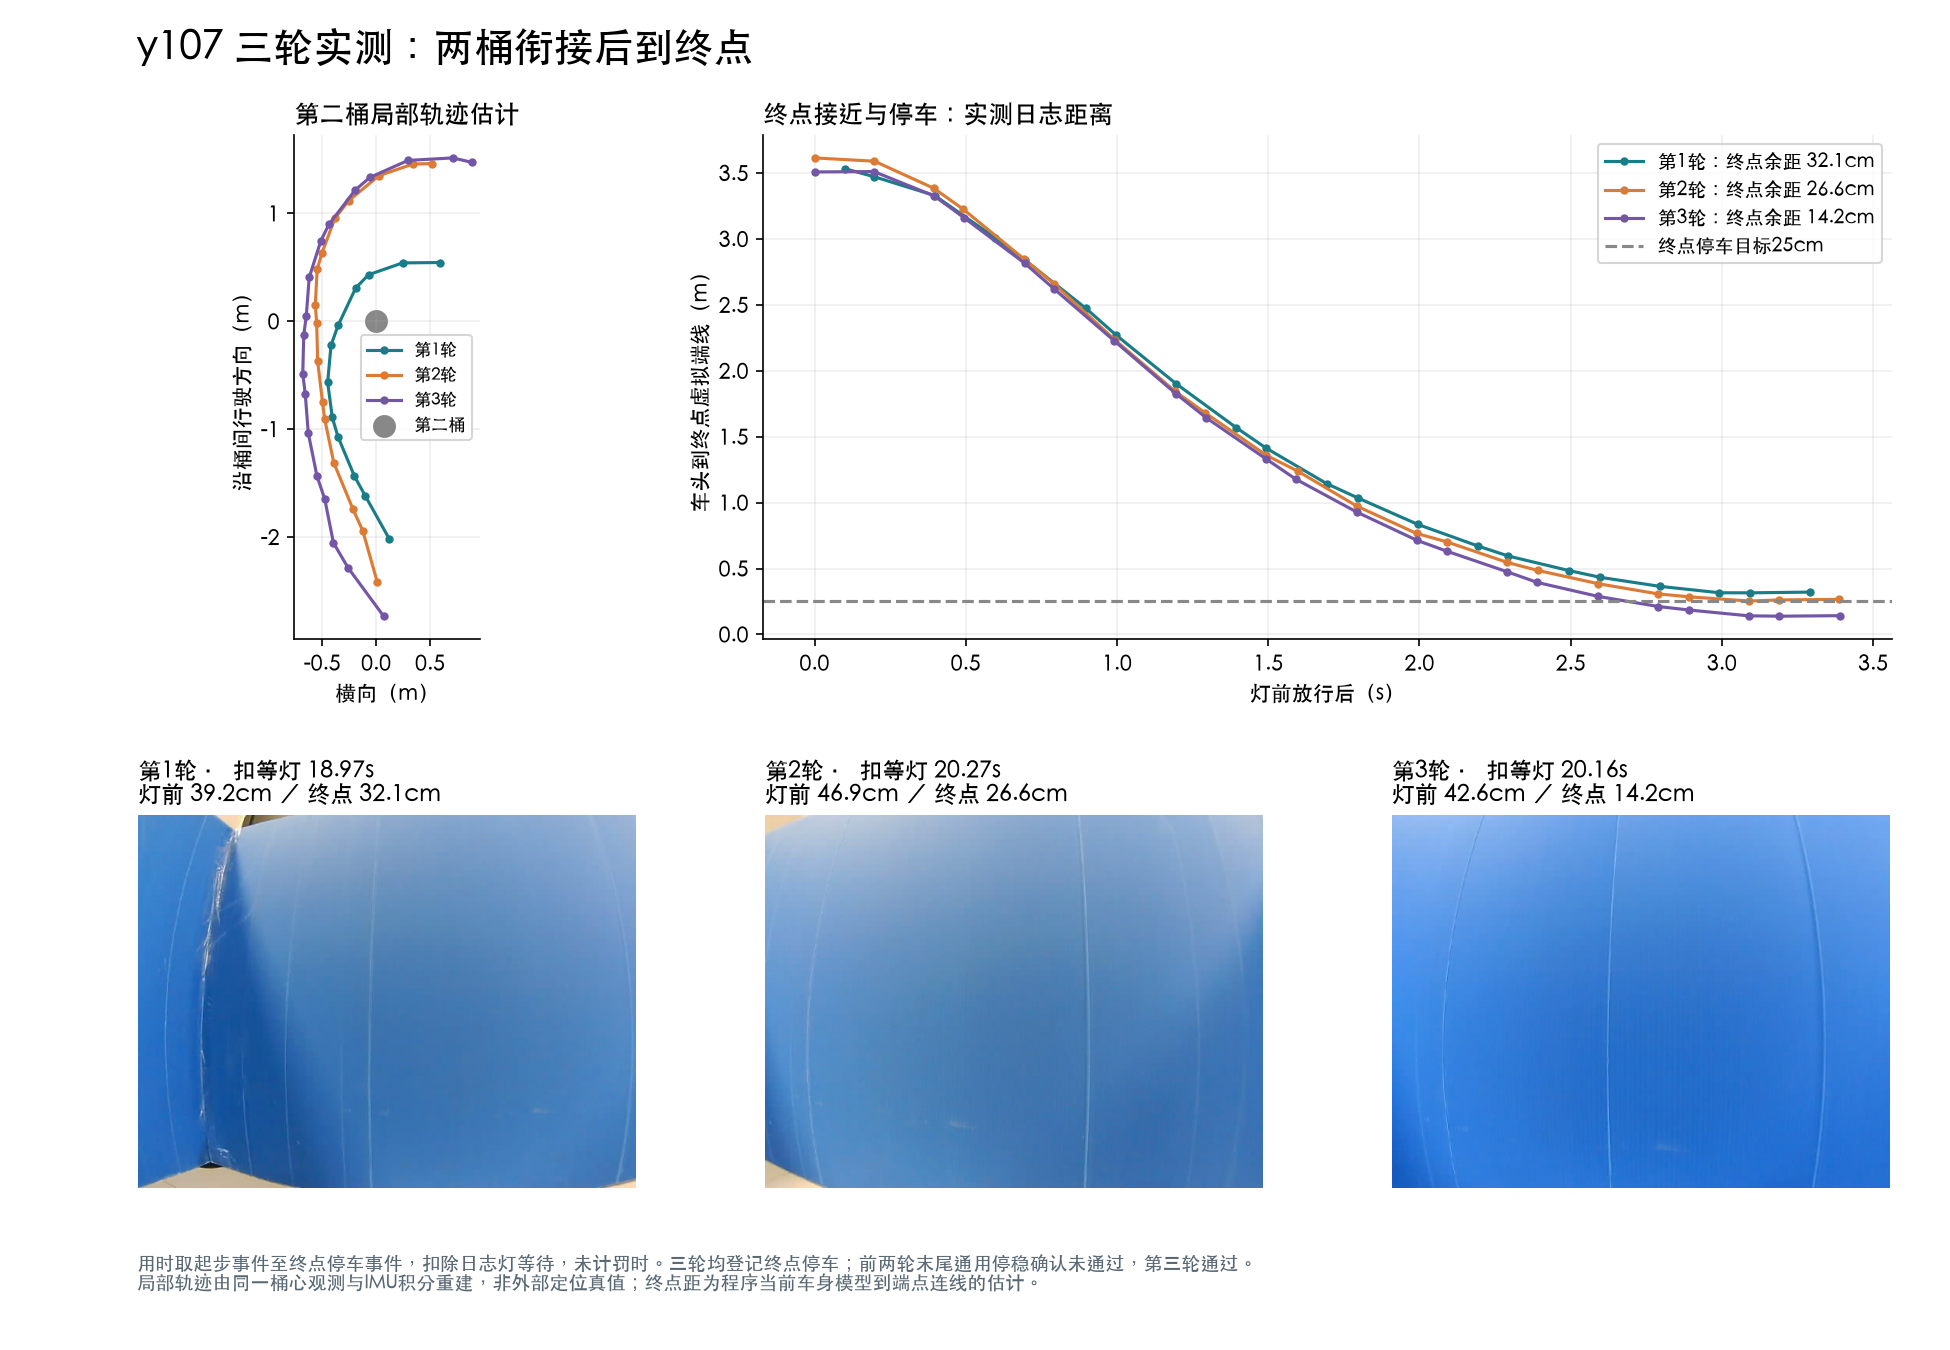 y107 三轮实测：两桶衔接后到终点
第二桶局部轨迹估计
沿桶间行驶方向 (m)
1
0
-1
-2
-0.5 0.0 0.5
横向 (m)
第1轮
第2轮
第3轮
第二桶
终点接近与停车：实测日志距离
车头到终点虚拟端线 (m)
3.5
3.0
2.5
2.0
1.5
1.0
0.5
0.0
0.0 0.5 1.0 1.5 2.0 2.5 3.0 3.5
灯前放行后 (s)
第1轮：终点余距 32.1cm
第2轮：终点余距 26.6cm
第3轮：终点余距 14.2cm
终点停车目标25cm
第1轮 · 扣等灯 18.97s
灯前 39.2cm ／ 终点 32.1cm
第2轮 · 扣等灯 20.27s
灯前 46.9cm ／ 终点 26.6cm
第3轮 · 扣等灯 20.16s
灯前 42.6cm ／ 终点 14.2cm
用时取起步事件至终点停车事件，扣除日志灯等待，未计罚时。三轮均登记终点停车；前两轮末尾通用停稳确认未通过，第三轮通过。
局部轨迹由同一桶心观测与IMU积分重建，非外部定位真值；终点距为程序当前车身模型到端点连线的估计。